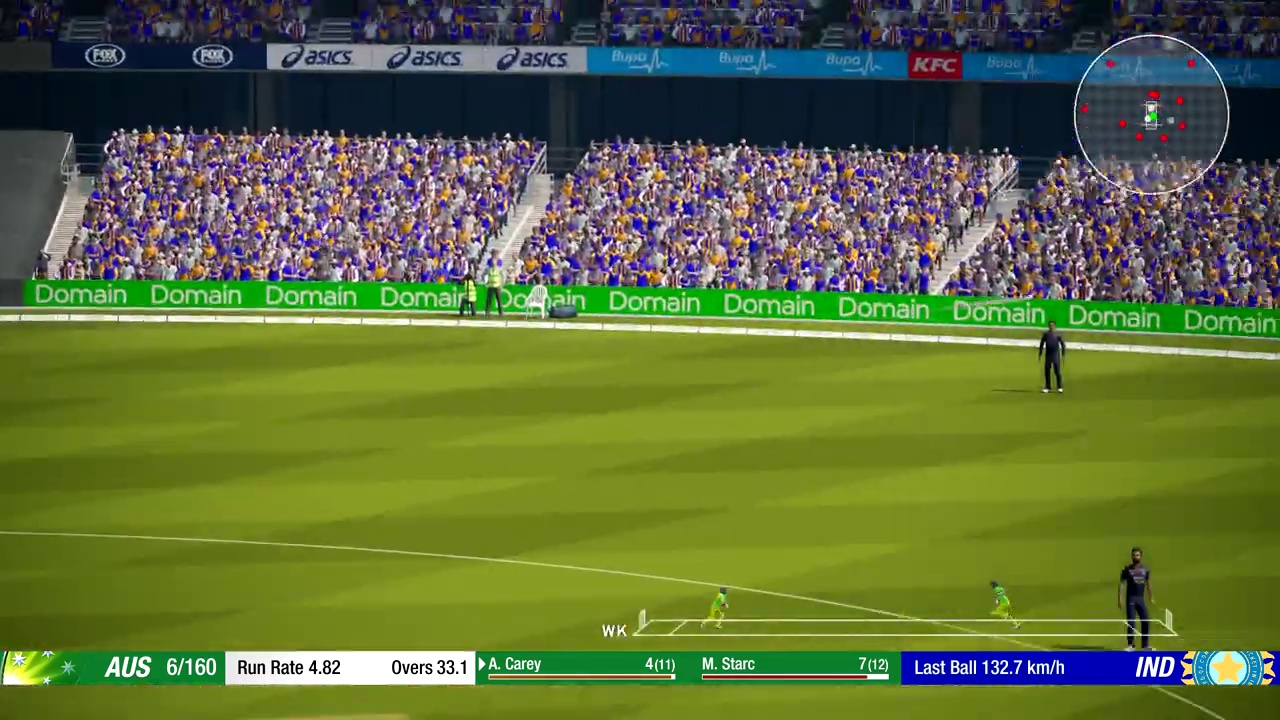 FOX FOX asics asics asics Bupa Bupa Bupa KFC Bupa
Domain Domain Domain Domain Domain Domain Domain Domain Domain Domain Domain
WK
AUS 6/160 Run Rate 4.82 Overs 33.1 A. Carey 4(11) M. Starc 7(12) Last Ball 132.7 km/h IND